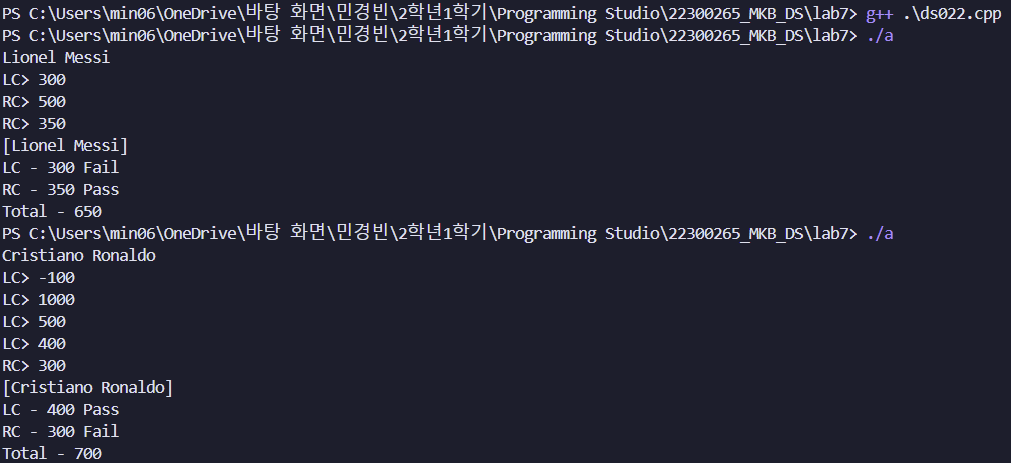 PS C:\Users\min06\OneDrive\바탕 화면\민경빈\2학년1학기\Programming Studio\22300265_MKB_DS\lab7> g++ .\ds022.cpp
PS C:\Users\min06\OneDrive\바탕 화면\민경빈\2학년1학기\Programming Studio\22300265_MKB_DS\lab7> ./a
Lionel Messi
LC> 300
RC> 500
RC> 350
[Lionel Messi]
LC - 300 Fail
RC - 350 Pass
Total - 650
PS C:\Users\min06\OneDrive\바탕 화면\민경빈\2학년1학기\Programming Studio\22300265_MKB_DS\lab7> ./a
Cristiano Ronaldo
LC> -100
LC> 1000
LC> 500
LC> 400
RC> 300
[Cristiano Ronaldo]
LC - 400 Pass
RC - 300 Fail
Total - 700